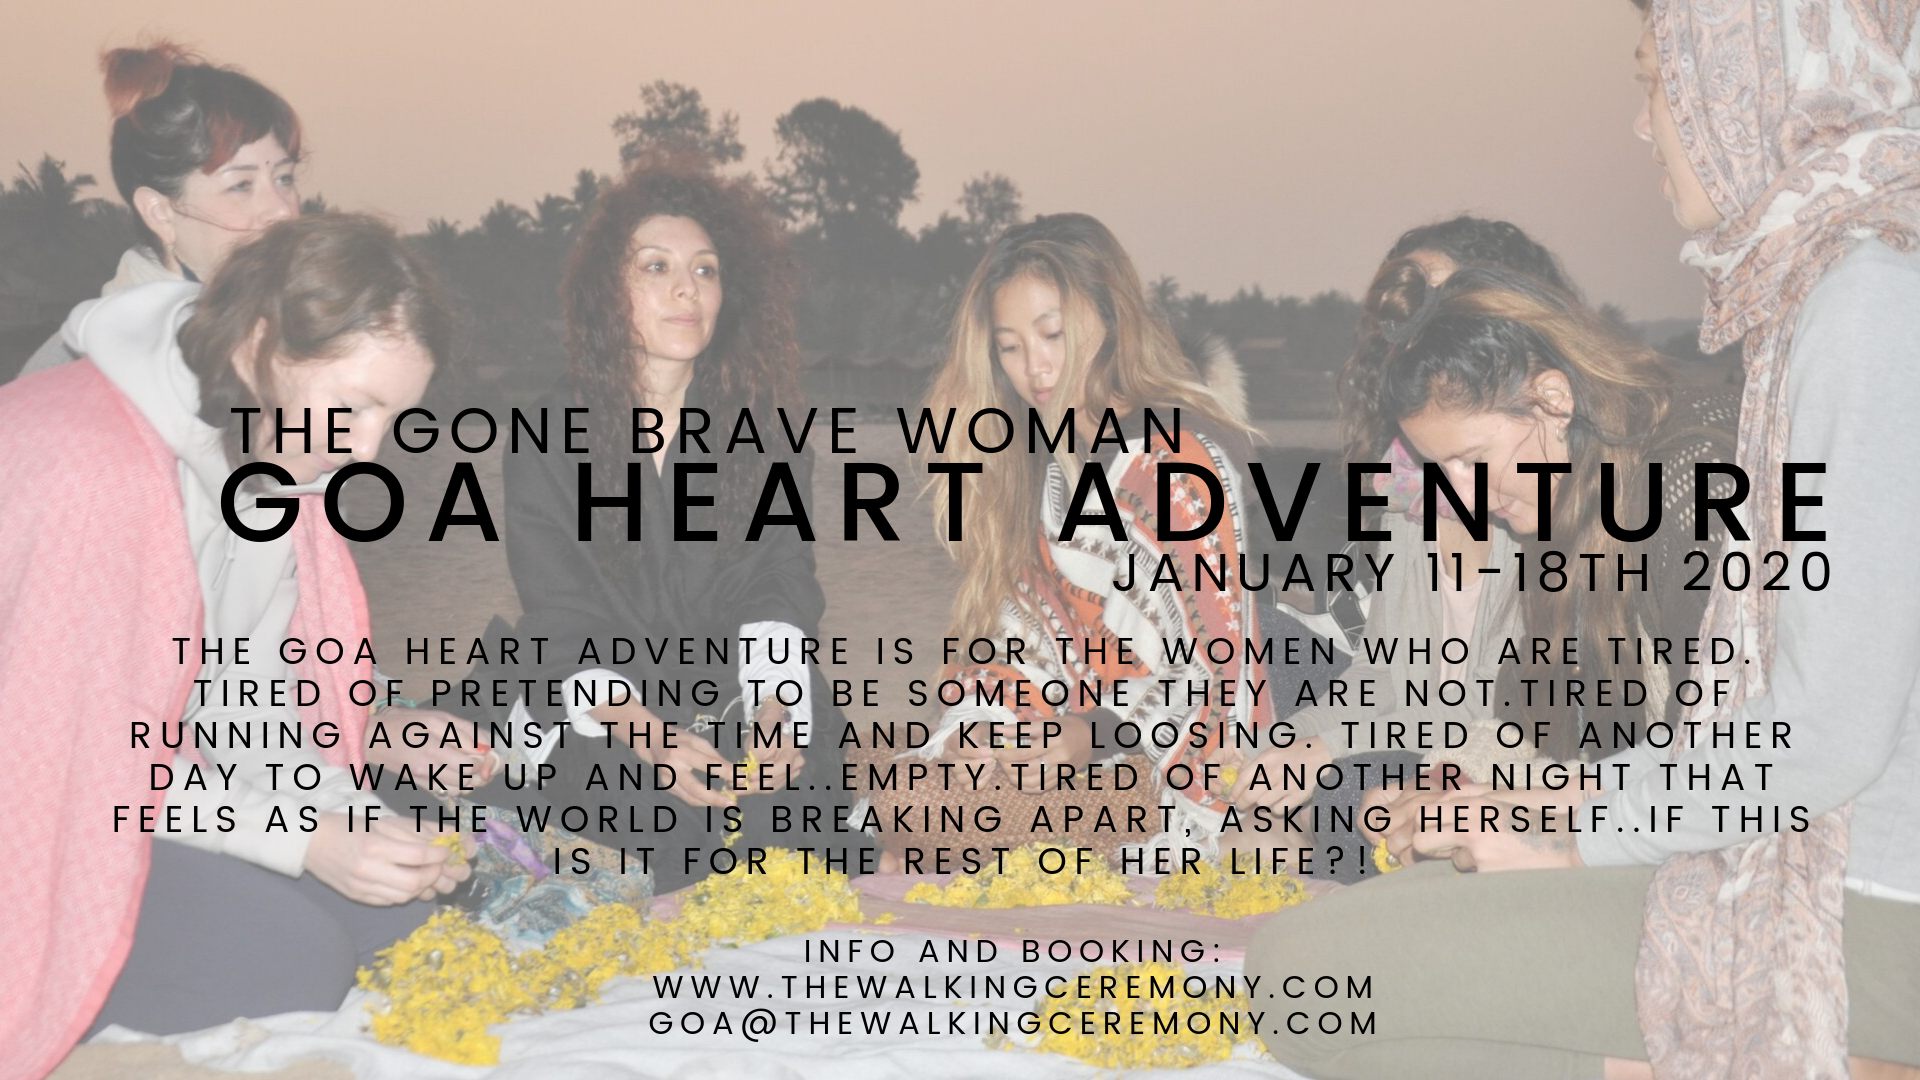 THE GONE BRAVE WOMAN
GOA HEART ADVENTURE
JANUARY 11-18TH 2020
THE GOA HEART ADVENTURE IS FOR THE WOMEN WHO ARE TIRED.
TIRED OF PRETENDING TO BE SOMEONE THEY ARE NOT.TIRED OF
RUNNING AGAINST THE TIME AND KEEP LOOSING. TIRED OF ANOTHER
DAY TO WAKE UP AND FEEL..EMPTY.TIRED OF ANOTHER NIGHT THAT
FEELS AS IF THE WORLD IS BREAKING APART, ASKING HERSELF..IF THIS
IS IT FOR THE REST OF HER LIFE?!
INFO AND BOOKING:
WWW.THEWALKINGCEREMONY.COM
GOA@THEWALKINGCEREMONY.COM